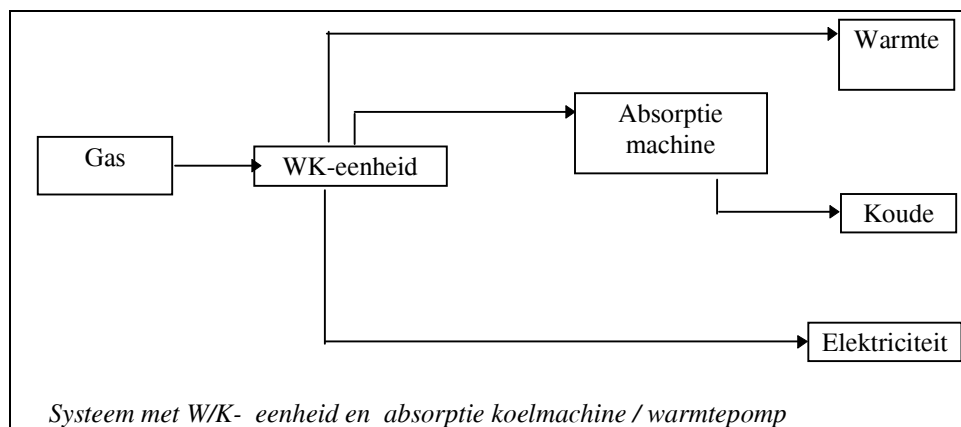 Warmte
Absorptie
machine
Gas
WK-eenheid
Koude
Elektriciteit
Systeem met W/K- eenheid en absorptie koelmachine / warmtepomp